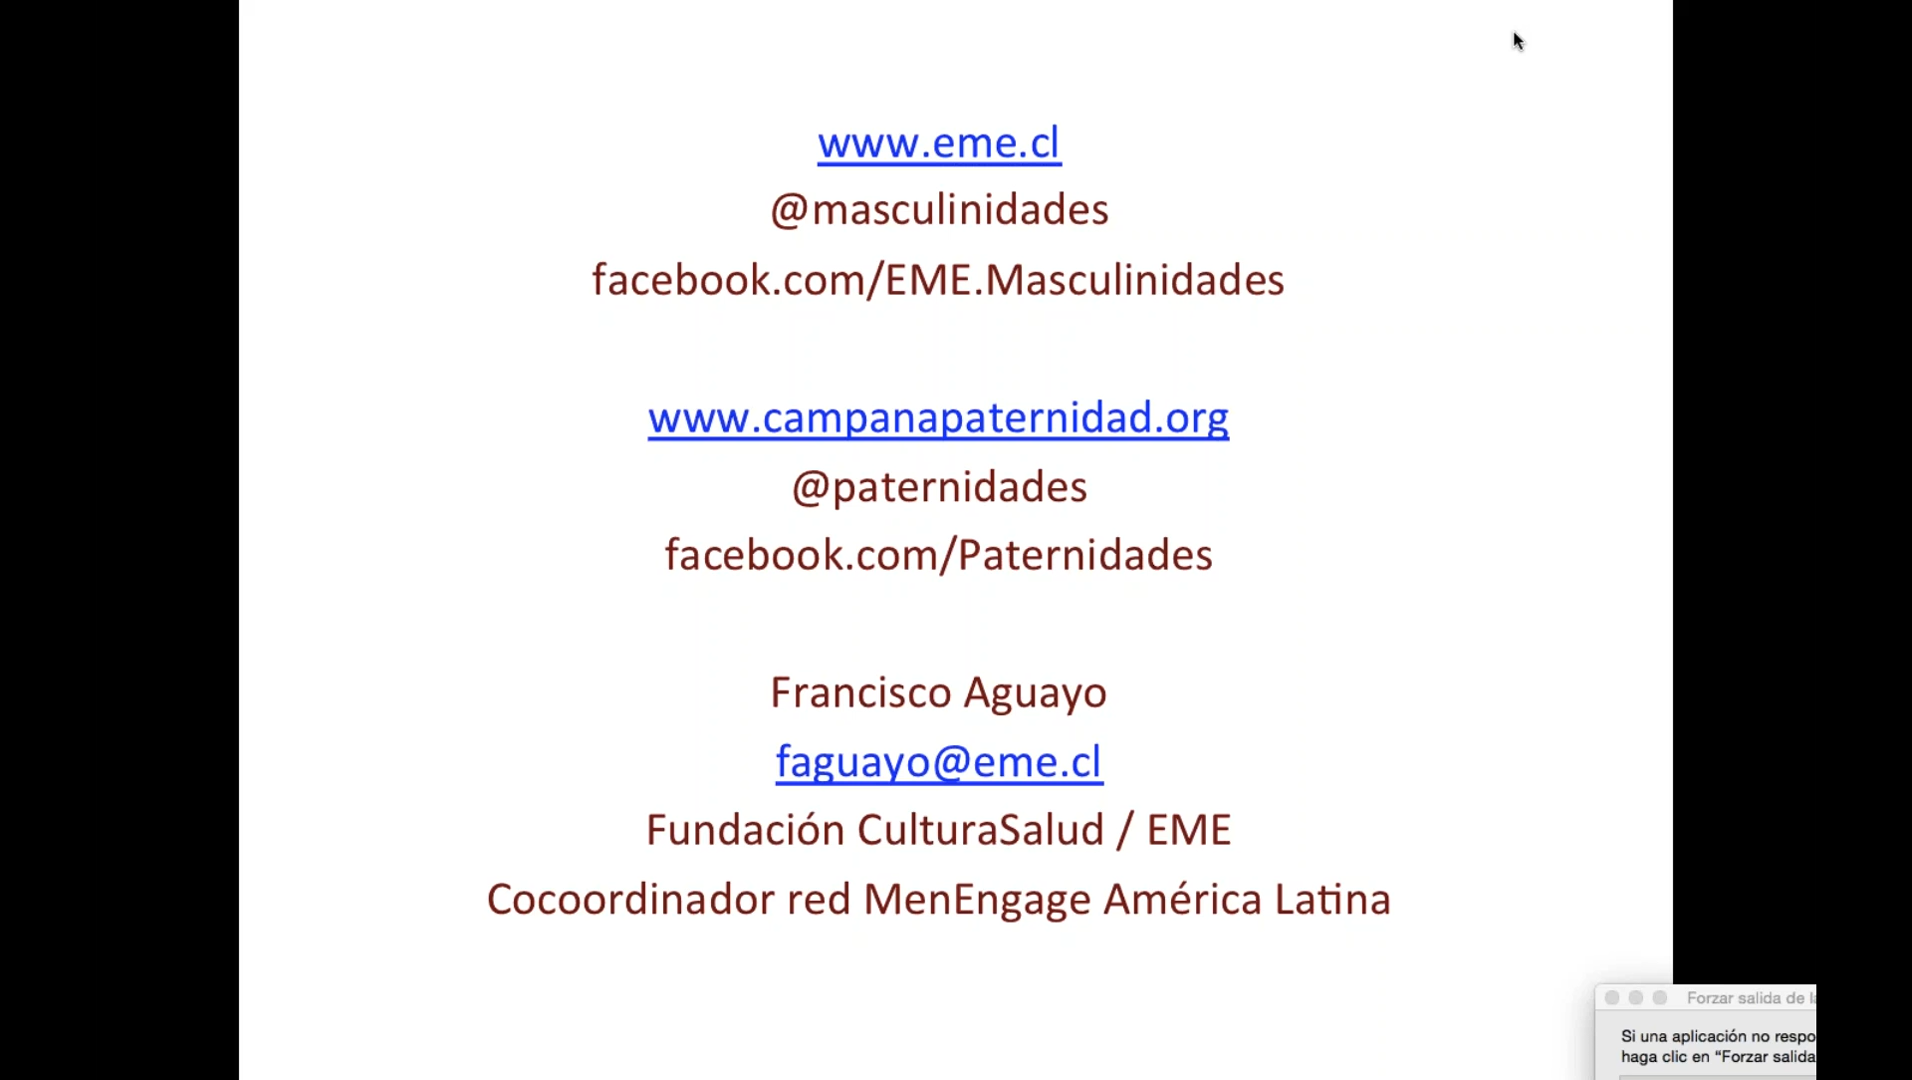 www.eme.cl
@masculinidades
facebook.com/EME.Masculinidades
www.campanapaternidad.org
@paternidades
facebook.com/Paternidades
Francisco Aguayo
faguayo@eme.cl
Fundación CulturaSalud / EME
Cocoordinador red MenEngage América Latina
Forzar salida de
Si una aplicación no
haga clic en “Forzar salida